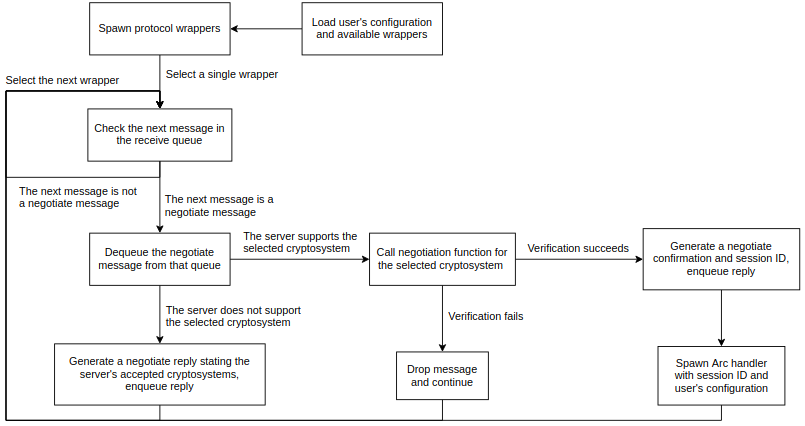 Spawn protocol wrappers
Load user's configuration
and available wrappers
Select the next wrapper
Select a single wrapper
Check the next message in
the receive queue
The next message is not
a negotiate message
The next message is a
negotiate message
Dequeue the negotiate
message from that queue
The server supports the
selected cryptosystem
Call negotiation function for
the selected cryptosystem
Verification succeeds
Generate a negotiate
confirmation and session ID,
enqueue reply
The server does not support
the selected cryptosystem
Verification fails
Generate a negotiate reply stating the
server's accepted cryptosystems,
enqueue reply
Drop message
and continue
Spawn Arc handler
with session ID and
user's configuration